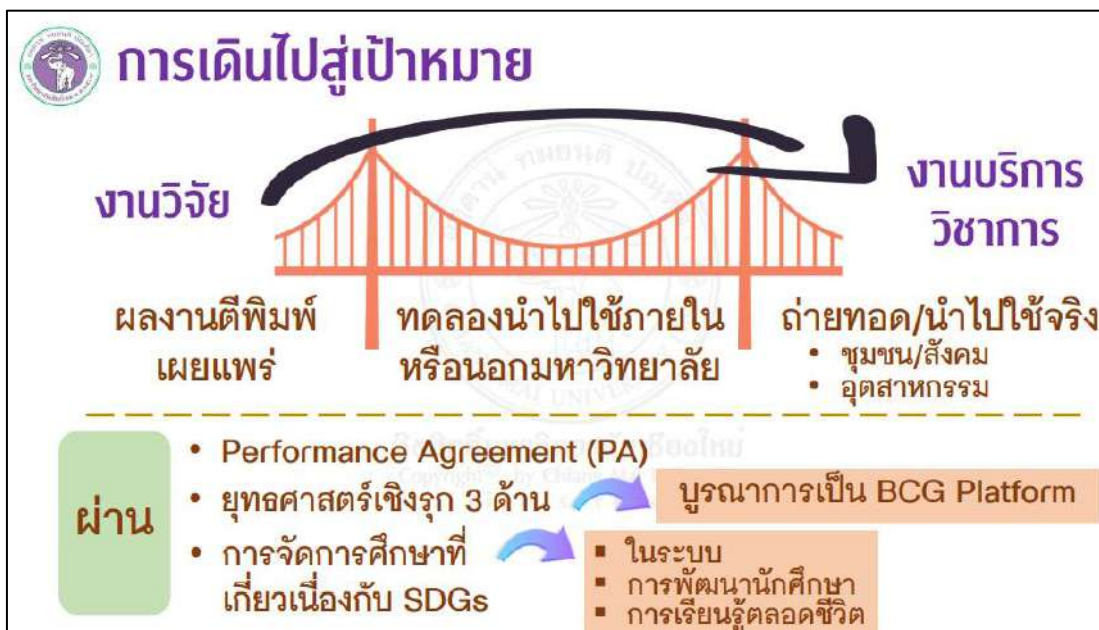 การเดินไปสู่เป้าหมาย
งานวิจัย
งานบริการ
วิชาการ
ผลงานตีพิมพ์
เผยแพร่
ทดลองนำไปใช้ภายใน
หรือนอกมหาวิทยาลัย
ถ่ายทอด/นำไปใช้จริง
• ชุมชน/สังคม
• อุตสาหกรรม
ผ่าน
• Performance Agreement (PA)
• ยุทธศาสตร์เชิงรุก 3 ด้าน
บูรณาการเป็น BCG Platform
• การจัดการศึกษาที่
เกี่ยวเนื่องกับ SDGs
▪ ในระบบ
▪ การพัฒนานักศึกษา
▪ การเรียนรู้ตลอดชีวิต